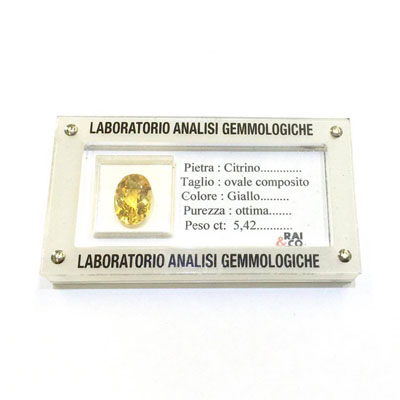 LABORATORIO ANALISI GEMMOLOGICHE
Pietra : Citrino.............
Taglio : ovale composito
Colore : Giallo.........
Purezza : ottima.......
Peso ct: 5,42...........
RAI
&CO
LABORATORIO ANALISI GEMMOLOGICHE